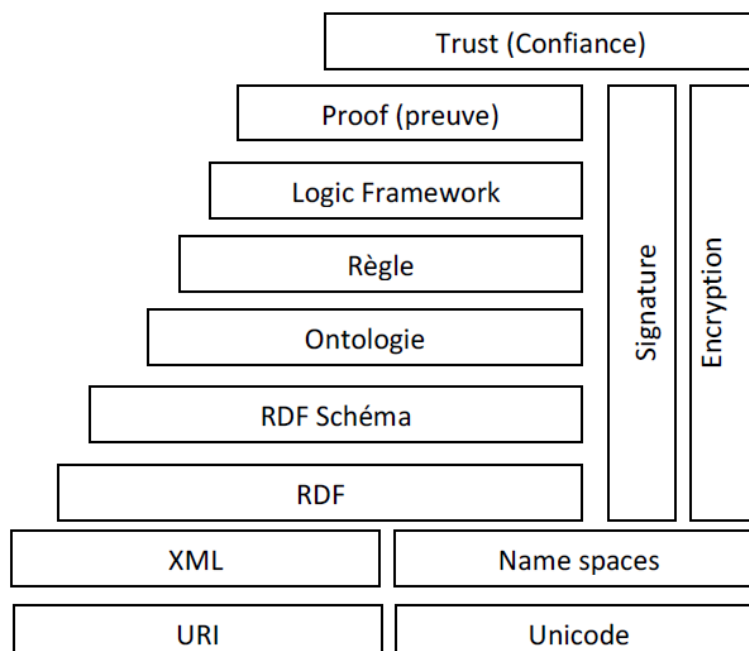 Trust (Confiance)
Proof (preuve)
Logic Framework
Règle
Ontologie
RDF Schéma
RDF
Signature
Encryption
XML
Name spaces
URI
Unicode